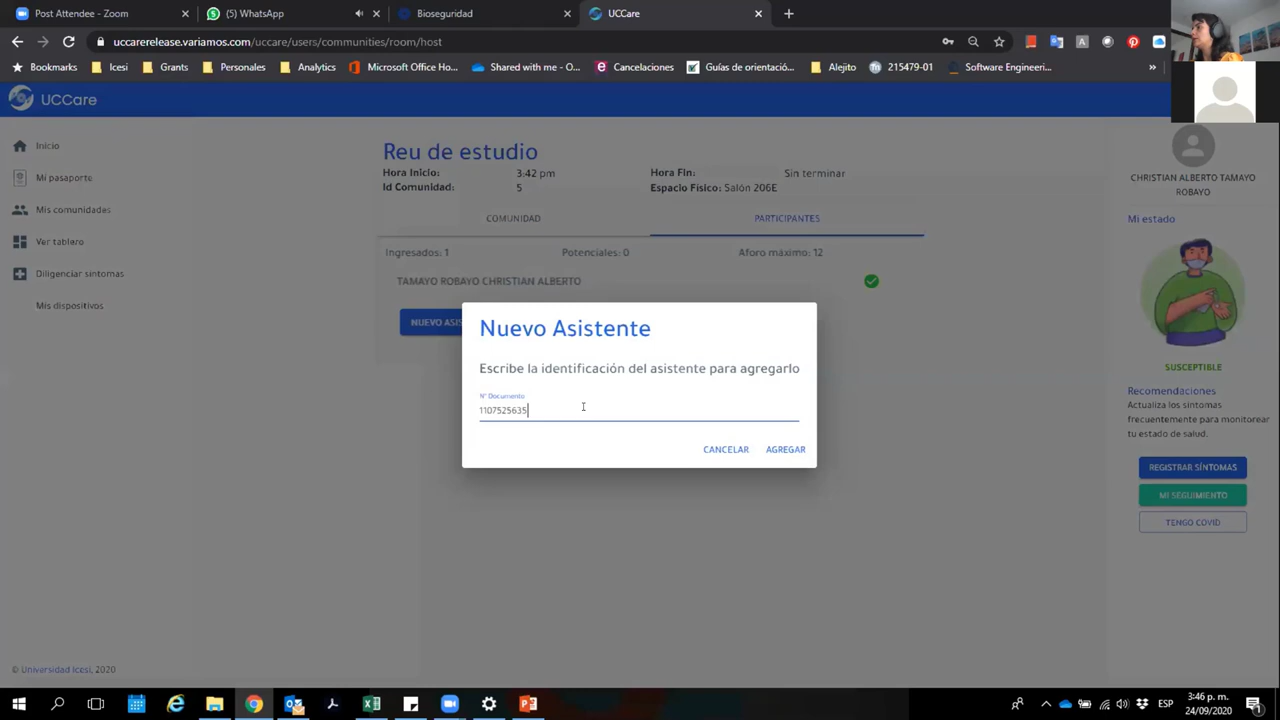 Post Attendee - Zoom
(5) WhatsApp
Bioseguridad
UCCare
uccarerelease.variamos.com/uccare/users/communities/room/host
Bookmarks
Icesi
Grants
Personales
Analytics
Microsoft Office Ho...
Shared with me - O...
Cancelaciones
Guías de orientació...
Alejito
215479-01
Software Engineeri...
UCCare
Inicio
Mi pasaporte
Mis comunidades
Ver tablero
Diligenciar síntomas
Mis dispositivos
Reu de estudio
Hora Inicio: 3:42 pm
Hora Fin: Sin terminar
Id Comunidad: 5
Espacio Físico: Salón 206E
COMUNIDAD
PARTICIPANTES
Ingresados: 1
Potenciales: 0
Aforo máximo: 12
TAMAYO ROBAYO CHRISTIAN ALBERTO
NUEVO ASIS
Nuevo Asistente
Escribe la identificación del asistente para agregarlo
N° Documento
1107525635
CANCELAR
AGREGAR
CHRISTIAN ALBERTO TAMAYO
ROBAYO
Mi estado
SUSCEPTIBLE
Recomendaciones
Actualiza los síntomas
frecuentemente para monitorear
tu estado de salud.
REGISTRAR SÍNTOMAS
MI SEGUIMIENTO
TENGO COVID
© Universidad Icesi, 2020
ESP
3:46 p. m.
24/09/2020